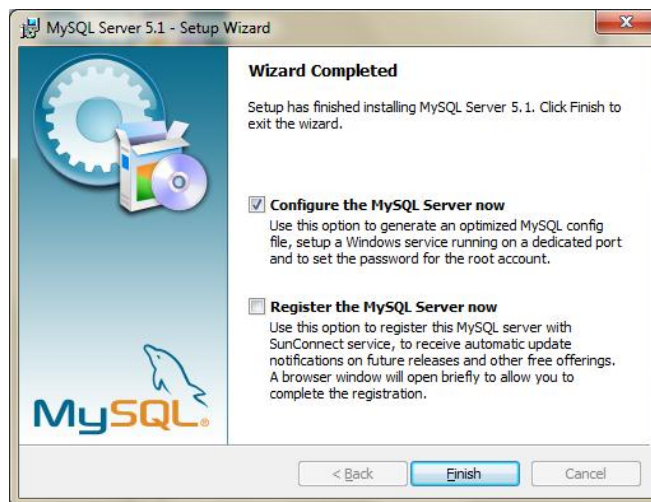 MySQL Server 5.1 - Setup Wizard
Wizard Completed
Setup has finished installing MySQL Server 5.1. Click Finish to
exit the wizard.
Configure the MySQL Server now
Use this option to generate an optimized MySQL config
file, setup a Windows service running on a dedicated port
and to set the password for the root account.
Register the MySQL Server now
Use this option to register this MySQL server with
SunConnect service, to receive automatic update
notifications on future releases and other free offerings.
A browser window will open briefly to allow you to
complete the registration.
MySQL®
< Back
Finish
Cancel